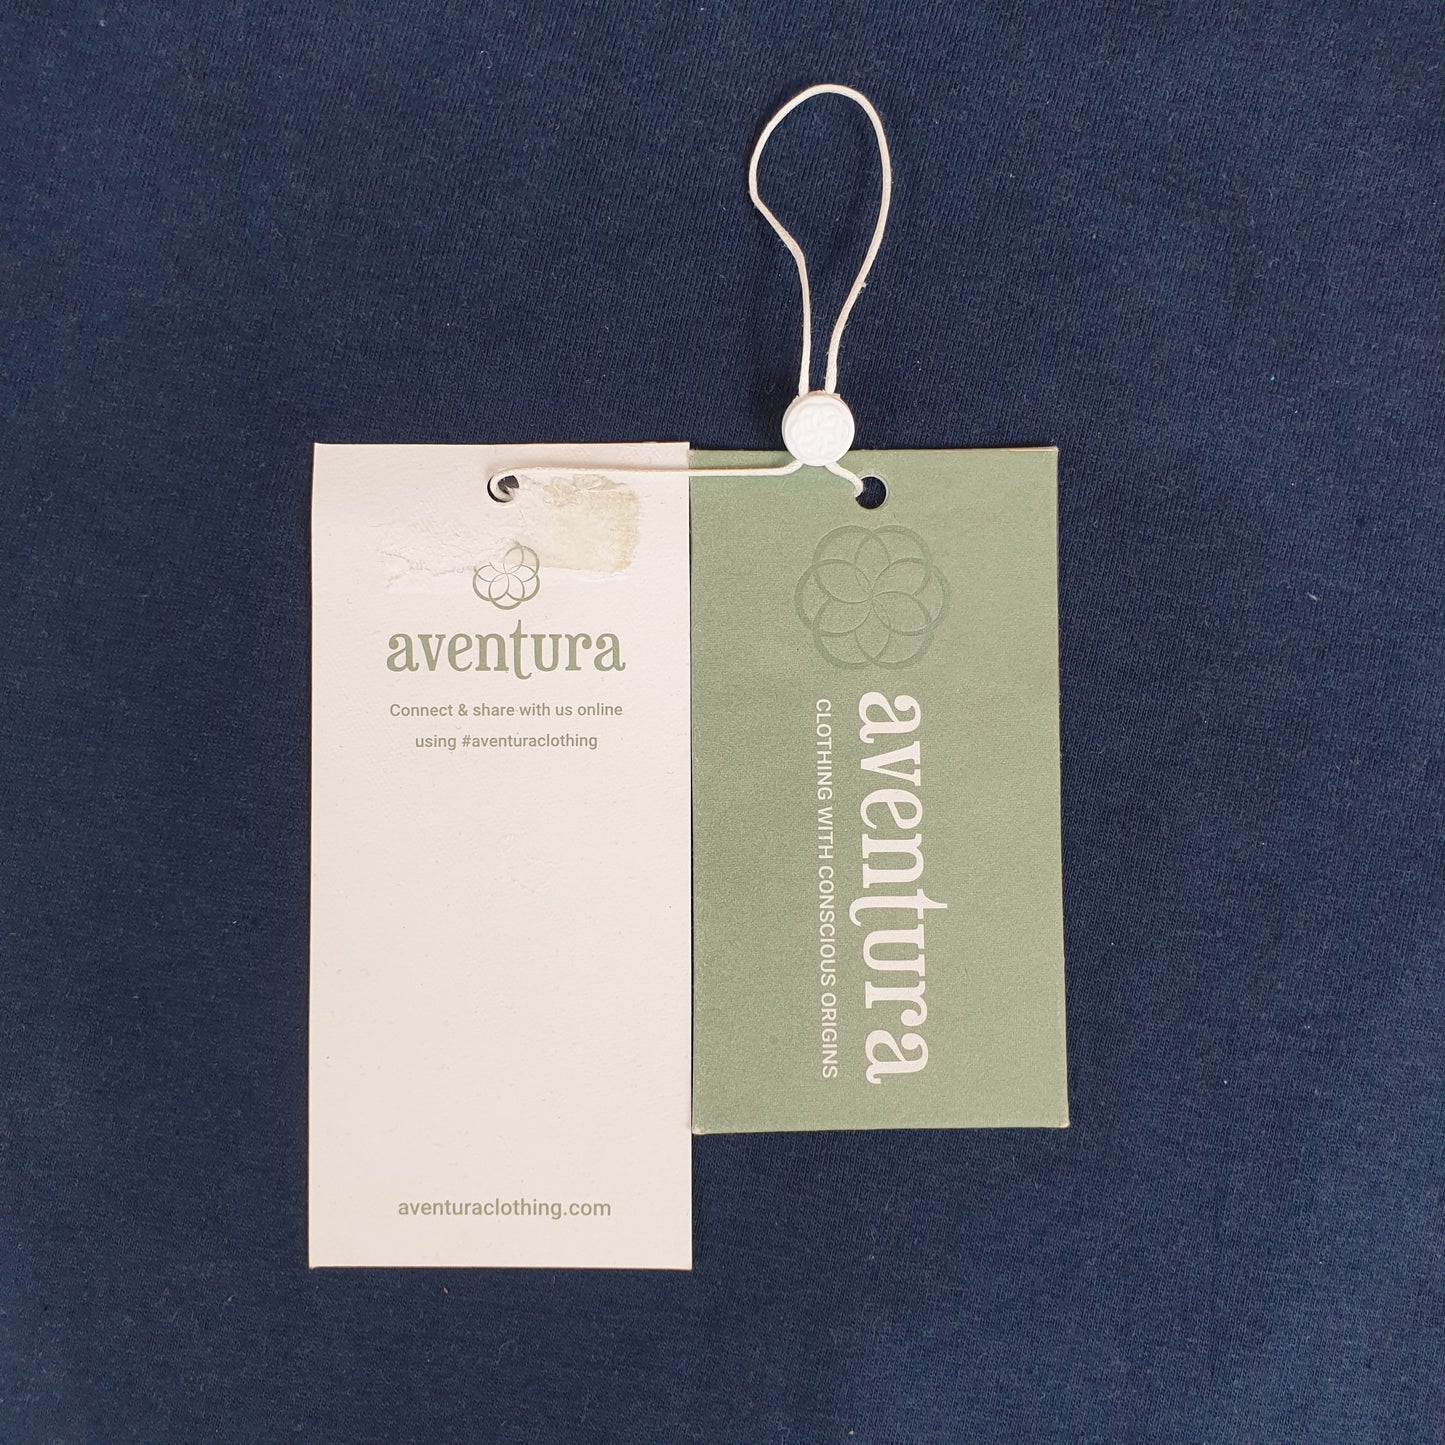 aventura
Connect & share with us online
using #aventuraclothing
aventuraclothing.com
aventura
CLOTHING WITH CONSCIOUS ORIGINS